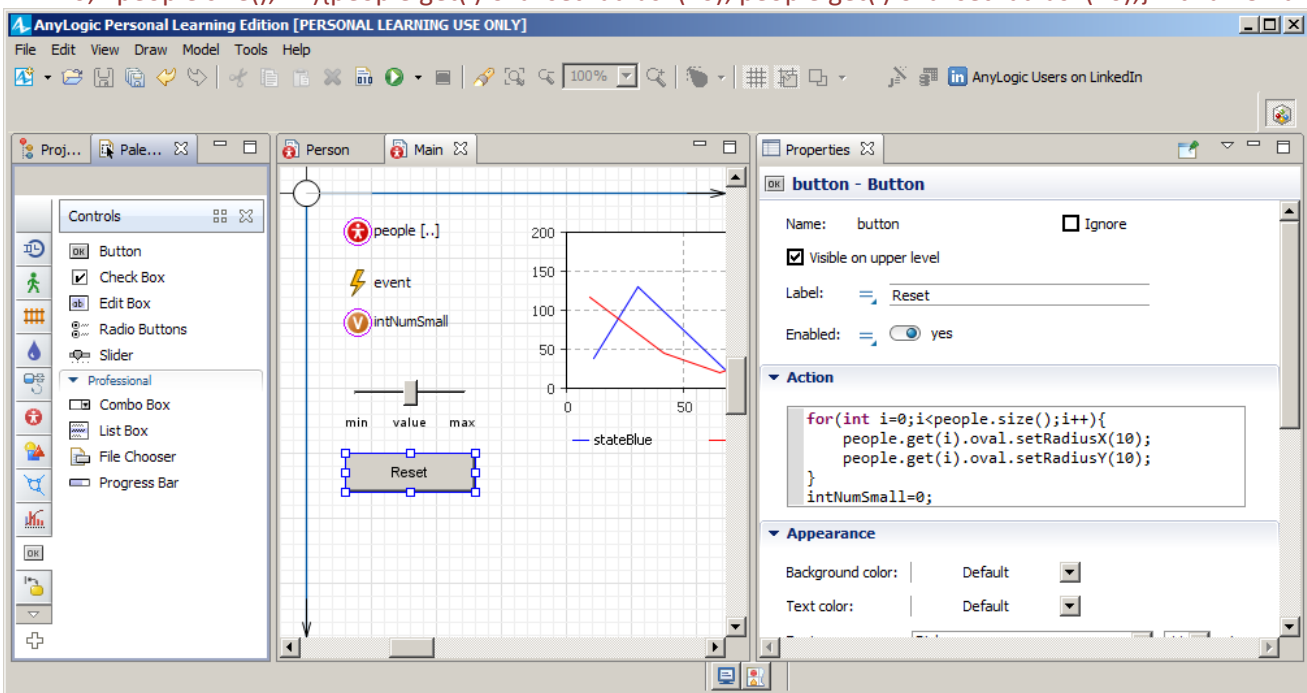 AnyLogic Personal Learning Edition [PERSONAL LEARNING USE ONLY]
File Edit View Draw Model Tools Help
100% AnyLogic Users on LinkedIn
Proj... Pale...
Controls
Button
Check Box
Edit Box
Radio Buttons
Slider
Professional
Combo Box
List Box
File Chooser
Progress Bar
Person Main
people [..]
event
intNumSmall
min value max
Reset
200
150
100
50
0
0 50
stateBlue
Properties
button - Button
Name: button Ignore
Visible on upper level
Label: Reset
Enabled: yes
Action
for(int i=0;i<people.size();i++){
people.get(i).oval.setRadiusX(10);
people.get(i).oval.setRadiusY(10);
}
intNumSmall=0;
Appearance
Background color: Default
Text color: Default